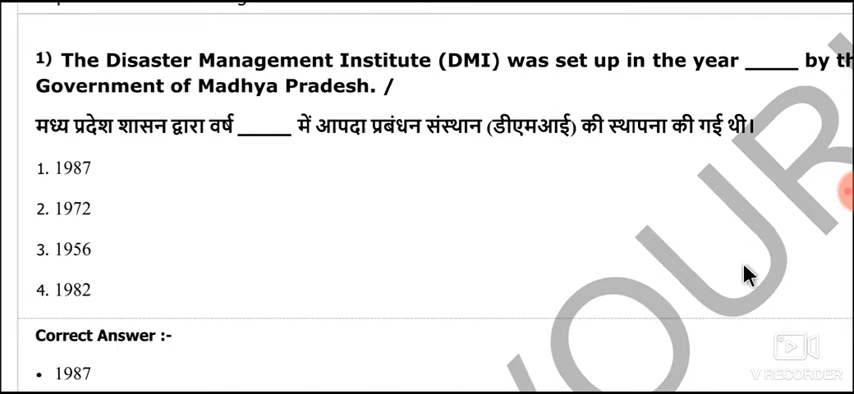 1) The Disaster Management Institute (DMI) was set up in the year _____ by th
Government of Madhya Pradesh. /
मध्य प्रदेश शासन द्वारा वर्ष _____ में आपदा प्रबंधन संस्थान (डीएमआई) की स्थापना की गई थी।
1. 1987
2. 1972
3. 1956
4. 1982
Correct Answer :-
• 1987
YOUR
V RECORDER